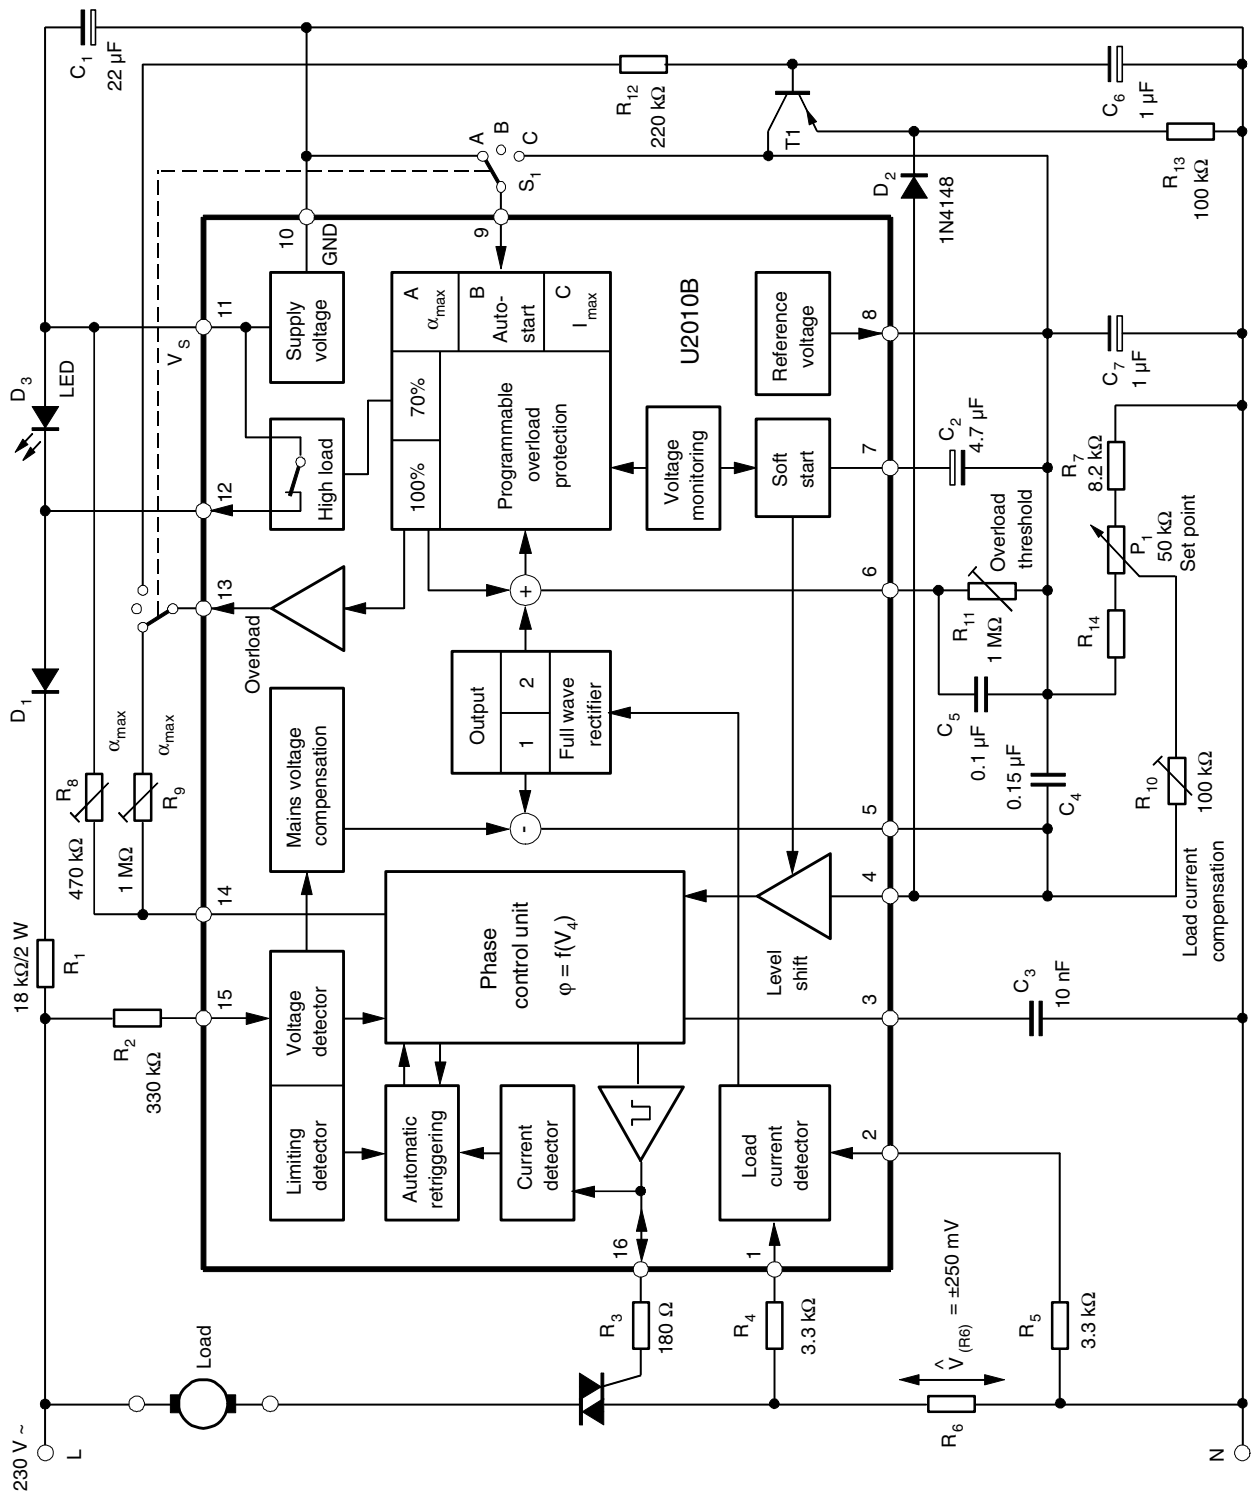 230 V ~
L
Load
R2
330 kΩ
18 kΩ/2 W
R1
R8
470 kΩ
αmax
R9
1 MΩ
αmax
D1
D3
LED
VS
C1
22 µF
15
14
13
12
11
10
GND
Limiting
detector
Voltage
detector
Mains voltage
compensation
Overload
High load
Supply
voltage
Automatic
retriggering
Current
detector
Phase
control unit
φ = f(V4)
Output
1
2
Full wave
rectifier
-
+
100%
70%
A
αmax
B
Auto-
start
C
Imax
Programmable
overload
protection
9
S1
A
B
C
R12
220 kΩ
T1
U2010B
16
R3
180 Ω
1
R4
3.3 kΩ
Load
current
detector
Level
shift
Voltage
monitoring
Soft
start
Reference
voltage
2
3
4
5
6
7
8
D2
1N4148
^
V(R6) = ±250 mV
R6
R5
3.3 kΩ
C3
10 nF
Load current
compensation
R10
100 kΩ
C4
0.15 µF
C5
0.1 µF
R11
1 MΩ
Overload
threshold
C2
4.7 µF
R14
P1
50 kΩ
Set point
R7
8.2 kΩ
C7
1 µF
R13
100 kΩ
C6
1 µF
N